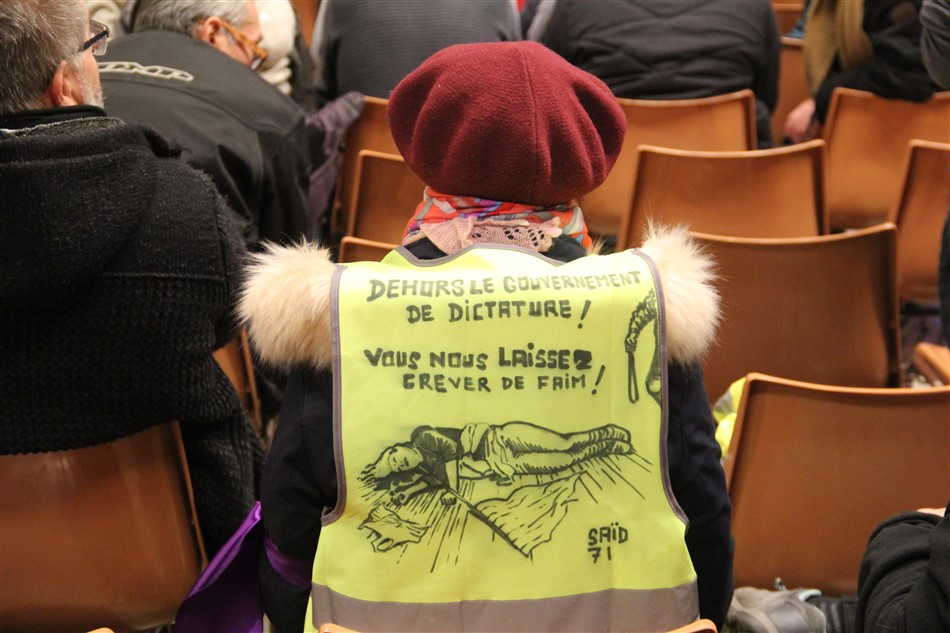 DEHORS LE GOUVERNEMENT
DE DICTATURE !
VOUS NOUS LAISSEZ
CREVER DE FAIM !
SAÏD
71